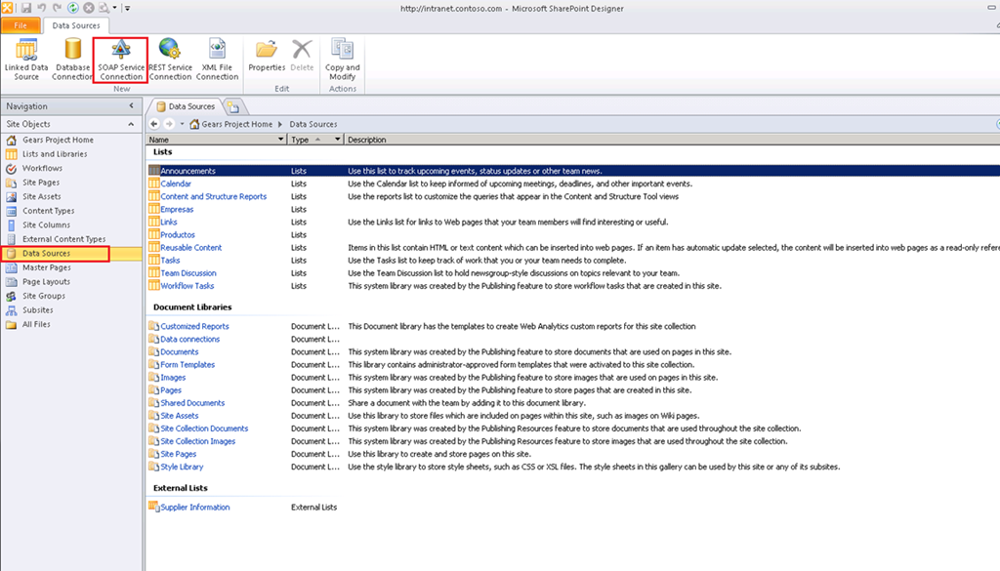 http://intranet.contoso.com - Microsoft SharePoint Designer
File Data Sources
Linked Data Source
Database Connection
SOAP Service Connection
REST Service Connection
XML File Connection
Properties
Delete
Copy and Modify
New Edit Actions
Navigation
Site Objects
Gears Project Home
Lists and Libraries
Workflows
Site Pages
Site Assets
Content Types
Site Columns
External Content Types
Data Sources
Master Pages
Page Layouts
Site Groups
Subsites
All Files
Data Sources
Gears Project Home Data Sources
Name Type Description
Lists
Announcements Lists Use this list to track upcoming events, status updates or other team news.
Calendar Lists Use the Calendar list to keep informed of upcoming meetings, deadlines, and other important events.
Content and Structure Reports Lists Use the reports list to customize the queries that appear in the Content and Structure Tool views
Empresas Lists
Links Lists Use the Links list for links to Web pages that your team members will find interesting or useful.
Productos Lists
Reusable Content Lists Items in this list contain HTML or text content which can be inserted into web pages. If an item has automatic update selected, the content will be inserted into web pages as a read-only refere
Tasks Lists Use the Tasks list to keep track of work that you or your team needs to complete.
Team Discussion Lists Use the Team Discussion list to hold newsgroup-style discussions on topics relevant to your team.
Workflow Tasks Lists This system library was created by the Publishing feature to store workflow tasks that are created in this site.
Document Libraries
Customized Reports Document L... This Document library has the templates to create Web Analytics custom reports for this site collection
Data connections Document L...
Documents Document L... This system library was created by the Publishing feature to store documents that are used on pages in this site.
Form Templates Document L... This library contains administrator-approved form templates that were activated to this site collection.
Images Document L... This system library was created by the Publishing feature to store images that are used on pages in this site.
Pages Document L... This system library was created by the Publishing feature to store pages that are created in this site.
Shared Documents Document L... Share a document with the team by adding it to this document library.
Site Assets Document L... Use this library to store files which are included on pages within this site, such as images on Wiki pages.
Site Collection Documents Document L... This system library was created by the Publishing Resources feature to store documents that are used throughout the site collection.
Site Collection Images Document L... This system library was created by the Publishing Resources feature to store images that are used throughout the site collection.
Site Pages Document L... Use this library to create and store pages on this site.
Style Library Document L... Use the style library to store style sheets, such as CSS or XSL files. The style sheets in this gallery can be used by this site or any of its subsites.
External Lists
Supplier Information External Lists